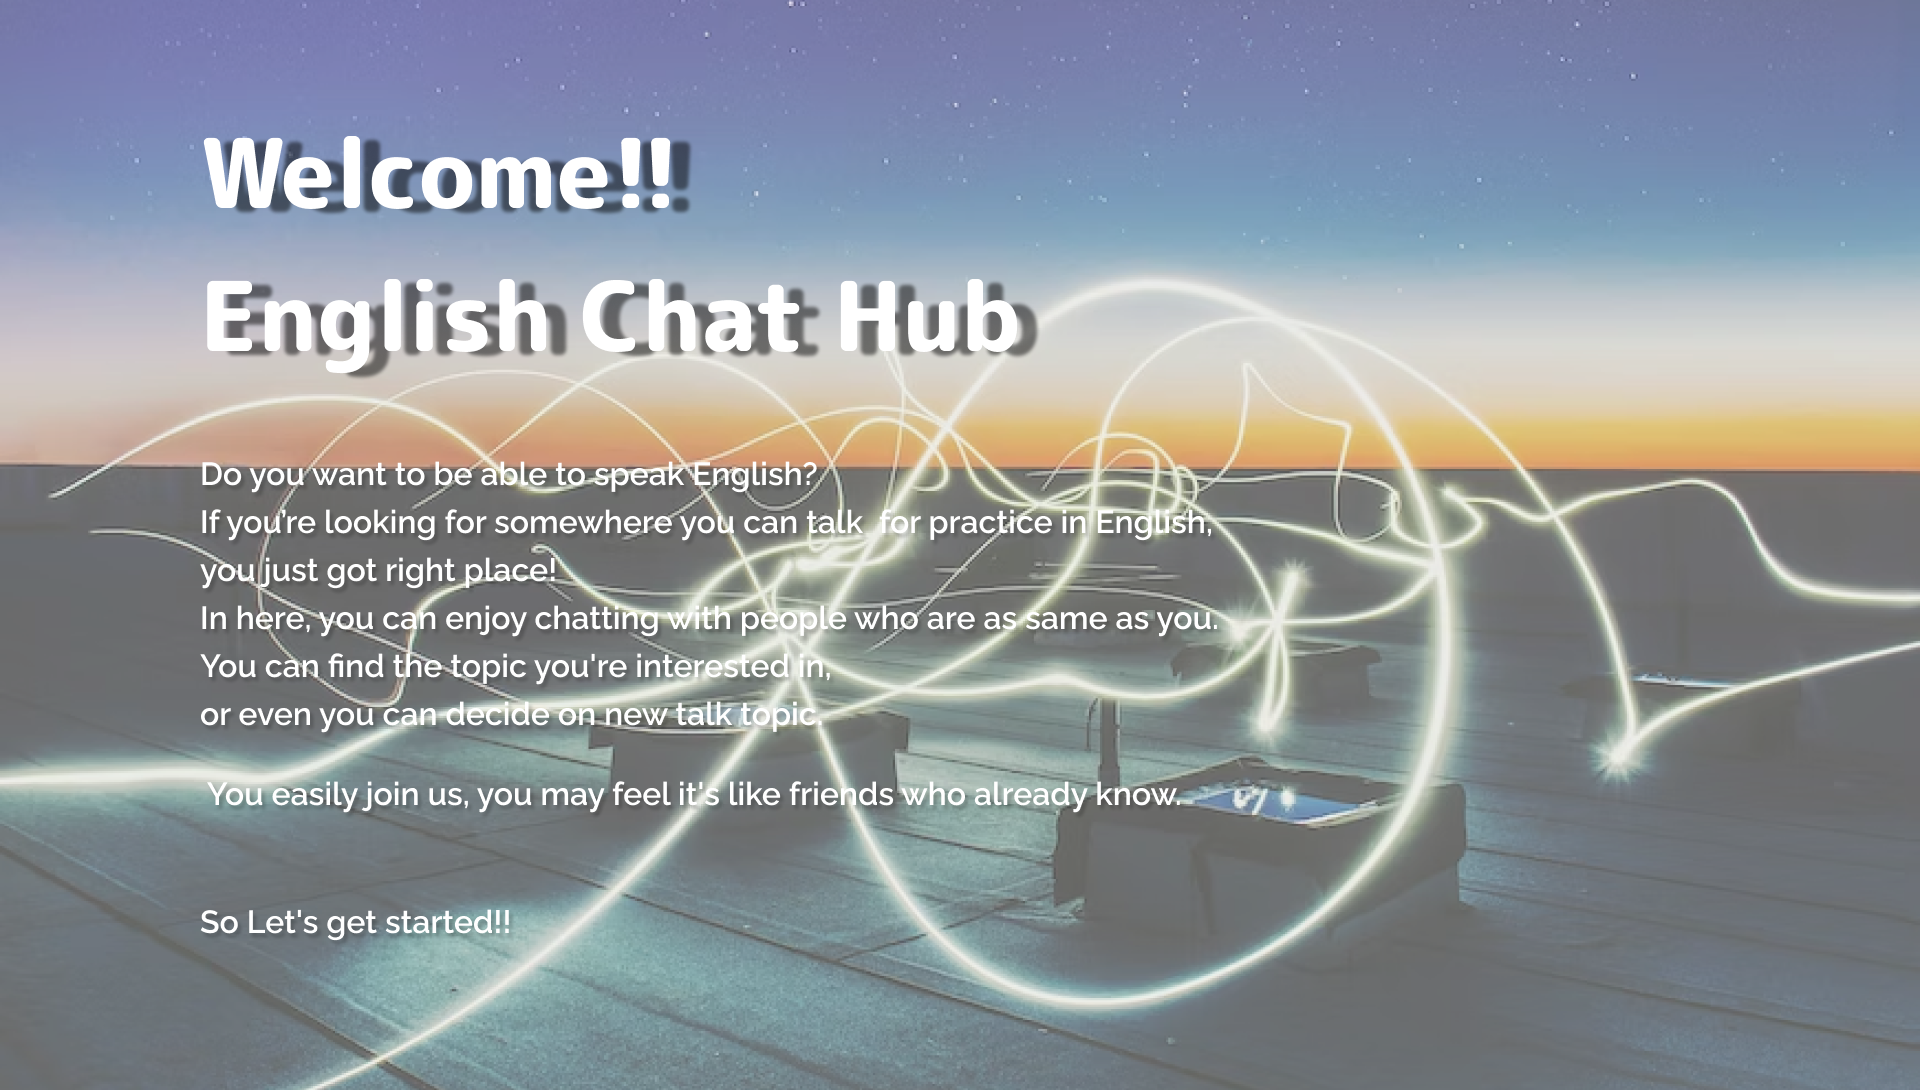 Welcome!!
English Chat Hub
Do you want to be able to speak English?
If you're looking for somewhere you can talk  for practice in English,
you just got right place!
In here, you can enjoy chatting with people who are as same as you.
You can find the topic you're interested in,
or even you can decide on new talk topic.
You easily join us, you may feel it's like friends who already know.
So Let's get started!!